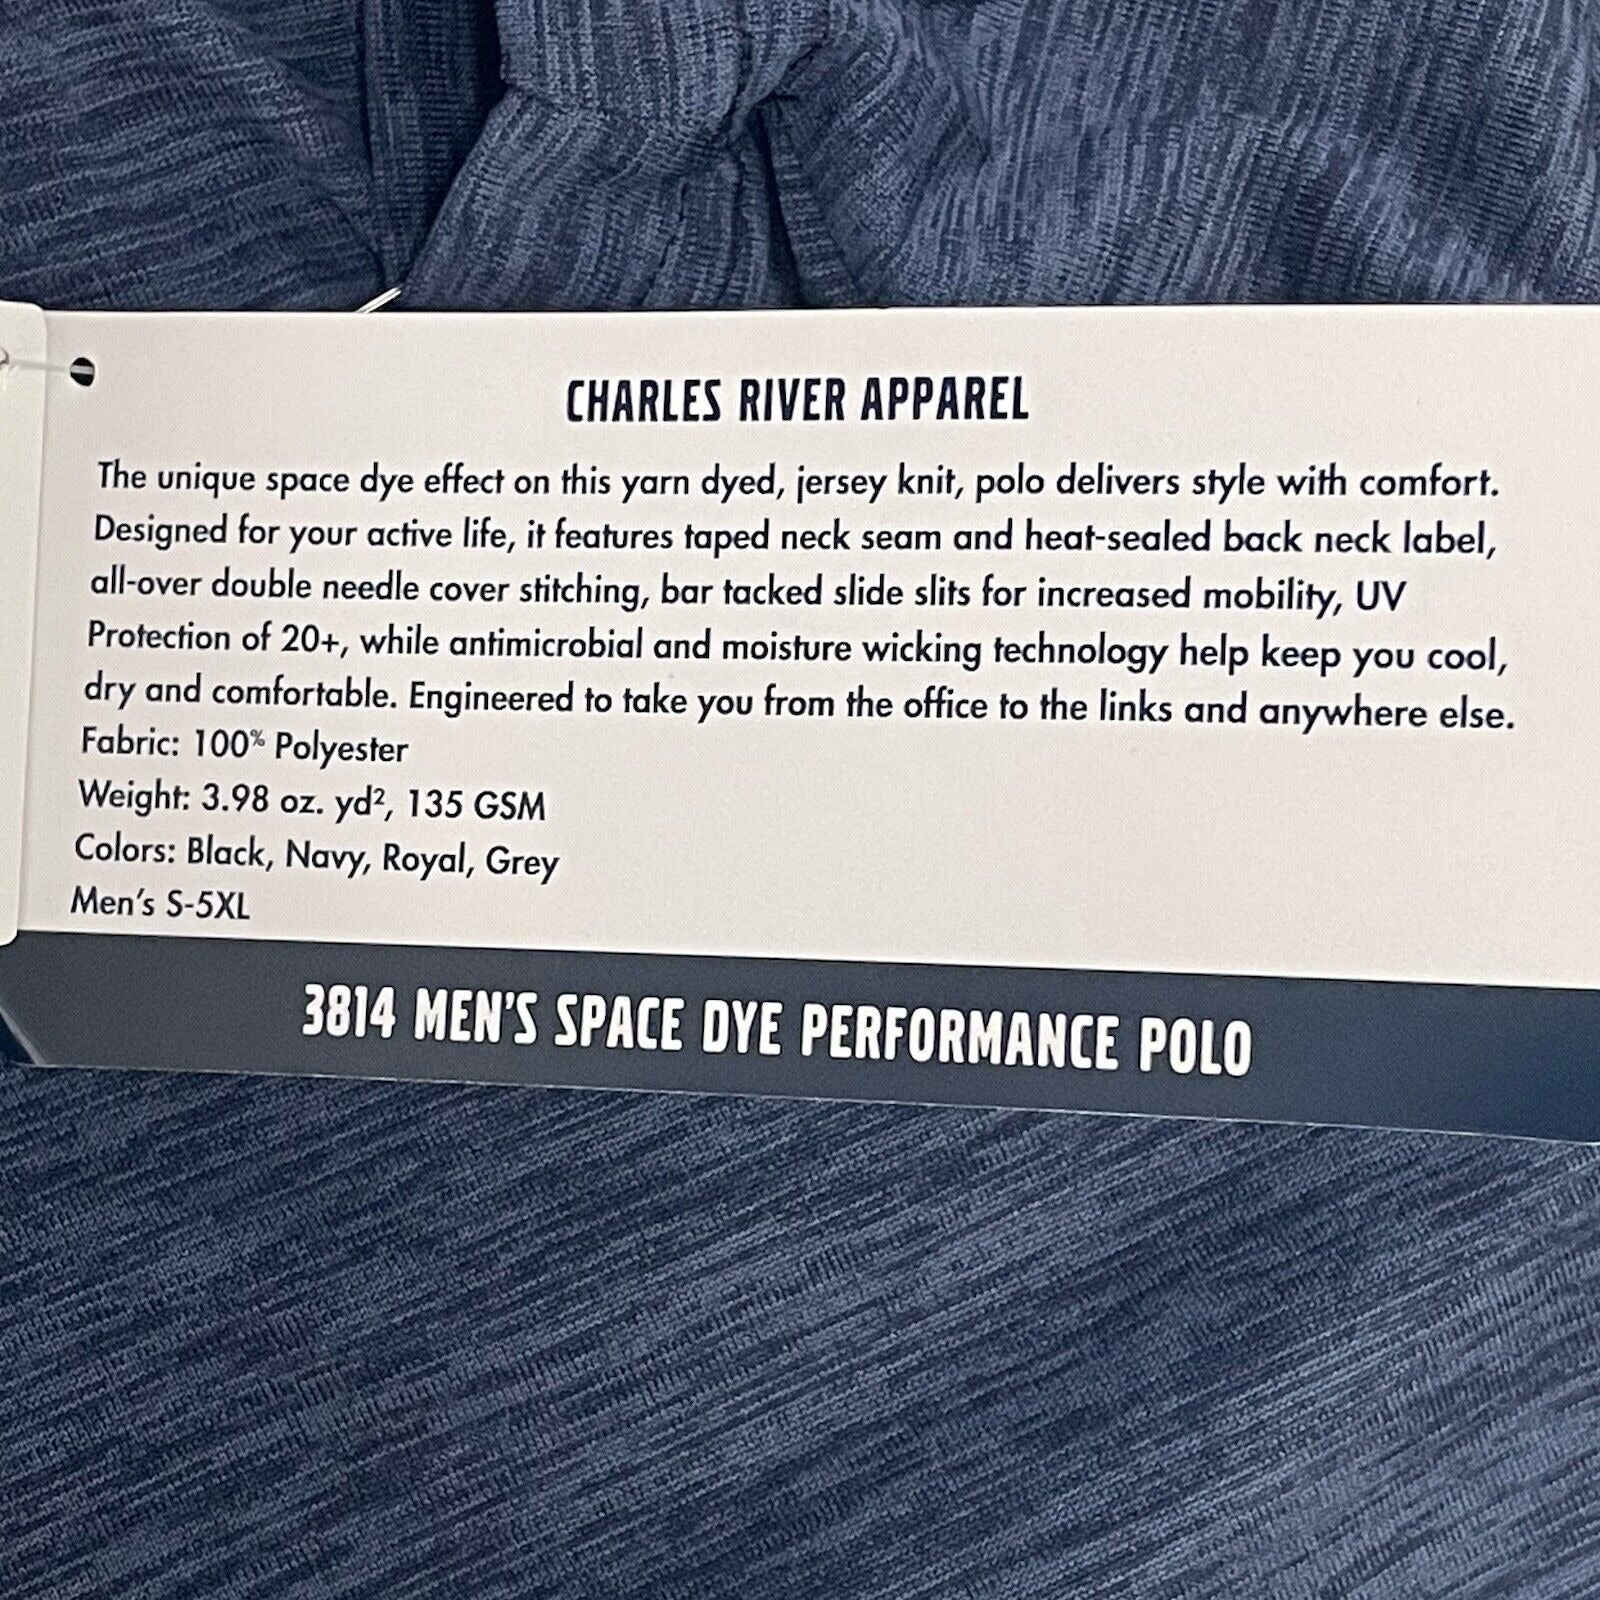 CHARLES RIVER APPAREL
The unique space dye effect on this yarn dyed, jersey knit, polo delivers style with comfort.
Designed for your active life, it features taped neck seam and heat-sealed back neck label,
all-over double needle cover stitching, bar tacked slide slits for increased mobility, UV
Protection of 20+, while antimicrobial and moisture wicking technology help keep you cool,
dry and comfortable. Engineered to take you from the office to the links and anywhere else.
Fabric: 100% Polyester
Weight: 3.98 oz. yd², 135 GSM
Colors: Black, Navy, Royal, Grey
Men's S-5XL
3814 MEN'S SPACE DYE PERFORMANCE POLO